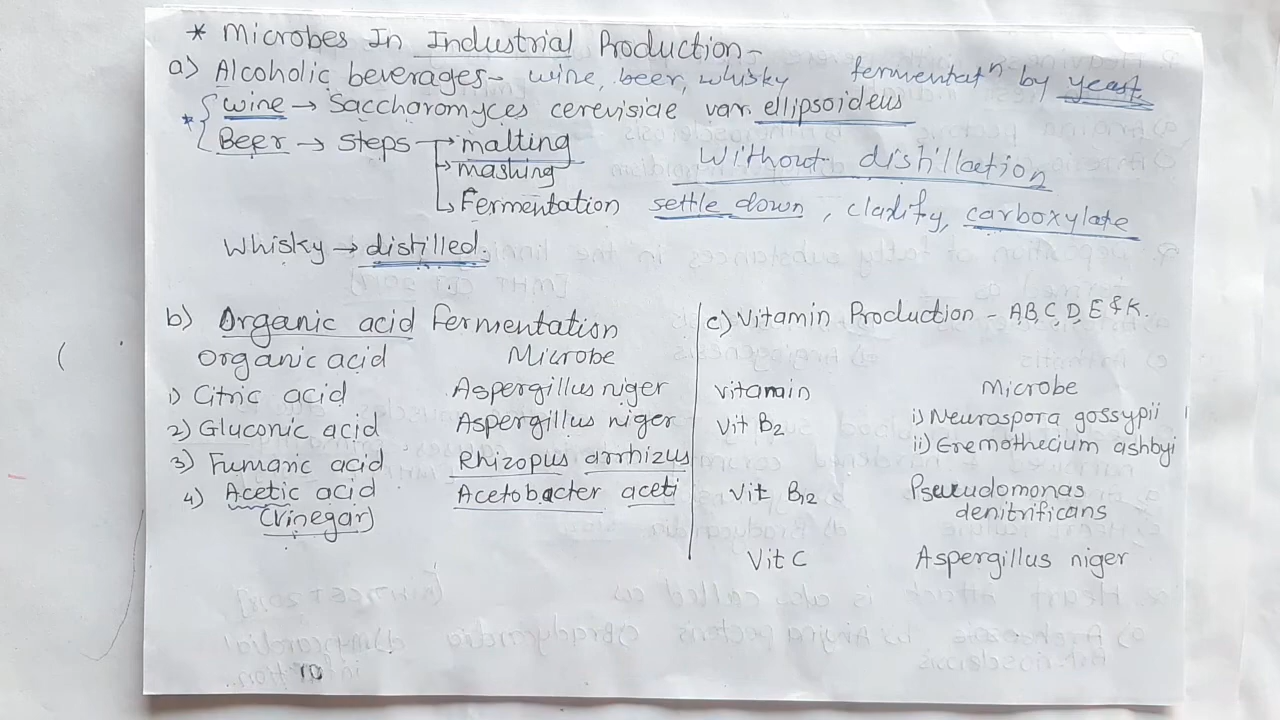 * Microbes In Industrial Production-
a) Alcoholic beverages- wine, beer, whisky fermentatⁿ by yeast
* wine → Saccharomyces cerevisiae var. ellipsoideus
Beer → Steps → malting
→ mashing
→ Fermentation
Without distillation
settle down, clarify, carboxylate
Whisky → distilled.
b) Organic acid Fermentation
Organic acid Microbe
1) Citric acid Aspergillus niger
2) Gluconic acid Aspergillus niger
3) Fumaric acid Rhizopus arrhizus
4) Acetic acid Acetobacter aceti
(Vinegar)
c) Vitamin Production - A,B,C,D,E & K.
vitamin Microbe
Vit B₂ i) Neurospora gossypii
ii) Eremothecium ashbyi
Vit B₁₂ Pseudomonas
denitrificans
Vit C Aspergillus niger